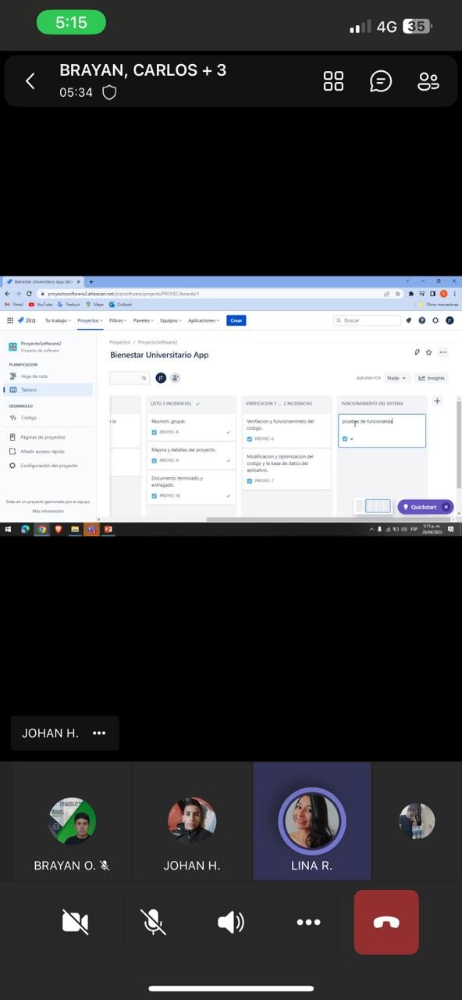 5:15
4G 35
BRAYAN, CARLOS + 3
05:34
Bienestar Universitario App: tabl
proyectosoftware2.atlassian.net/jira/software/projects/PROYEC/boards/1
Gmail YouTube Traducir Maps Outlook Otros marcadores
Jira Tu trabajo Proyectos Filtros Paneles Equipos Aplicaciones Crear Buscar JT
ProyectoSoftware2
Proyecto de software
PLANIFICACIÓN
Hoja de ruta
Tablero
DESARROLLO
Código
Páginas de proyectos
Añadir acceso rápido
Configuración del proyecto
Estás en un proyecto gestionado por el equipo
Más información
Proyectos / ProyectoSoftware2
Bienestar Universitario App
JT AGRUPAR POR Nada Insights
LISTO 3 INCIDENCIAS
Reunion. grupal.
PROYEC-8
Mejora y detalles del proyecto.
PROYEC-9
Documento terminado y
entregado.
PROYEC-10
VERIFICACION Y ... 2 INCIDENCIAS
Verifiacion y funcionamineto del
codigo.
PROYEC-6
Modificacion y optimizacion del
codigo y la base de datos del
aplicativo.
PROYEC-7
FUNCIONAMIENTO DEL SISTEMA
pruebas de funcionalida
n la
Quickstart
ESP
5:15 p. m.
20/04/2023
JOHAN H.
BRAYAN O.
JOHAN H.
LINA R.